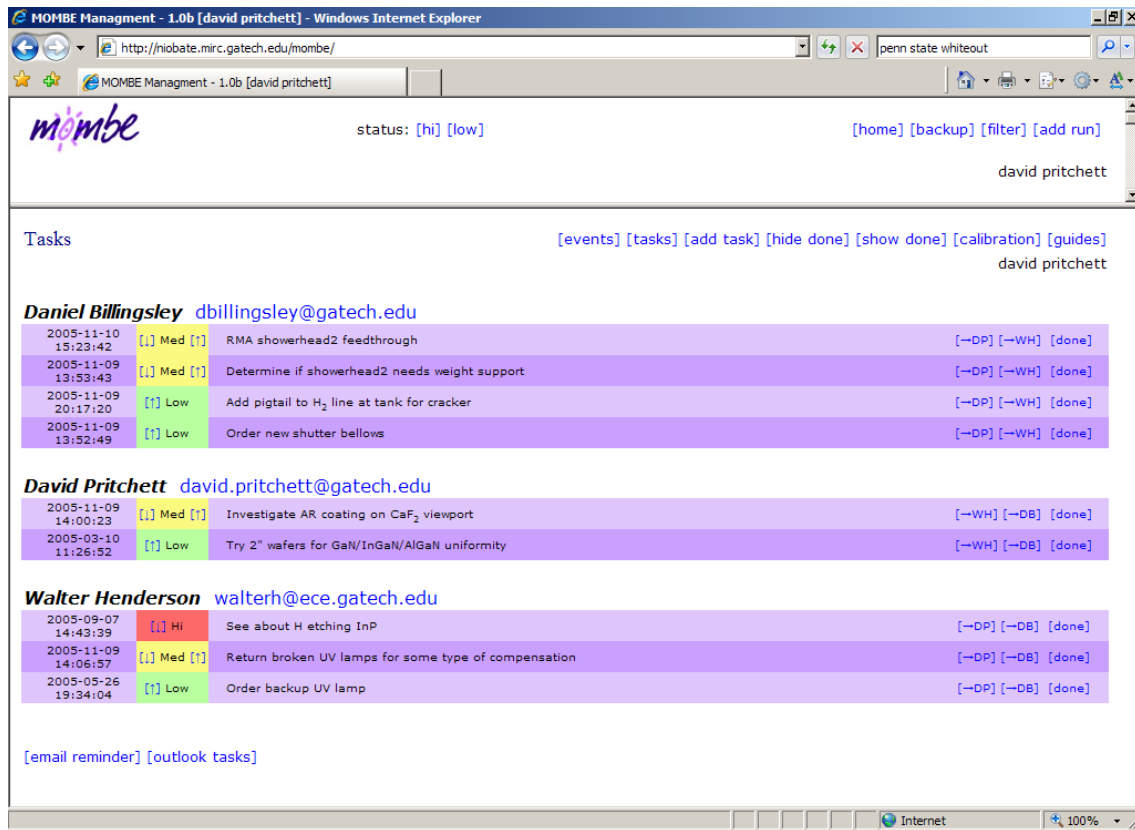 MOMBE Managment - 1.0b [david pritchett] - Windows Internet Explorer
http://niobate.mirc.gatech.edu/mombe/ penn state whiteout
MOMBE Managment - 1.0b [david pritchett]
mombe status: [hi] [low] [home] [backup] [filter] [add run]
david pritchett
Tasks [events] [tasks] [add task] [hide done] [show done] [calibration] [guides]
david pritchett
Daniel Billingsley dbillingsley@gatech.edu
2005-11-10
15:23:42 [↓] Med [↑] RMA showerhead2 feedthrough [→DP] [→WH] [done]
2005-11-09
13:53:43 [↓] Med [↑] Determine if showerhead2 needs weight support [→DP] [→WH] [done]
2005-11-09
20:17:20 [↑] Low Add pigtail to H₂ line at tank for cracker [→DP] [→WH] [done]
2005-11-09
13:52:49 [↑] Low Order new shutter bellows [→DP] [→WH] [done]
David Pritchett david.pritchett@gatech.edu
2005-11-09
14:00:23 [↓] Med [↑] Investigate AR coating on CaF₂ viewport [→WH] [→DB] [done]
2005-03-10
11:26:52 [↑] Low Try 2" wafers for GaN/InGaN/AlGaN uniformity [→WH] [→DB] [done]
Walter Henderson walterh@ece.gatech.edu
2005-09-07
14:43:39 [↓] Hi See about H etching InP [→DP] [→DB] [done]
2005-11-09
14:06:57 [↓] Med [↑] Return broken UV lamps for some type of compensation [→DP] [→DB] [done]
2005-05-26
19:34:04 [↑] Low Order backup UV lamp [→DP] [→DB] [done]
[email reminder] [outlook tasks]
Internet 100%